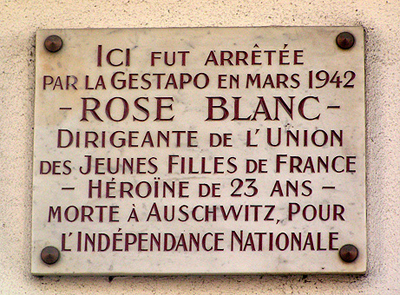 ICI FUT ARRÊTÉE
PAR LA GESTAPO EN MARS 1942
- ROSE BLANC -
DIRIGEANTE DE L'UNION
DES JEUNES FILLES DE FRANCE
- HÉROÏNE DE 23 ANS -
MORTE À AUSCHWITZ, POUR
L'INDÉPENDANCE NATIONALE